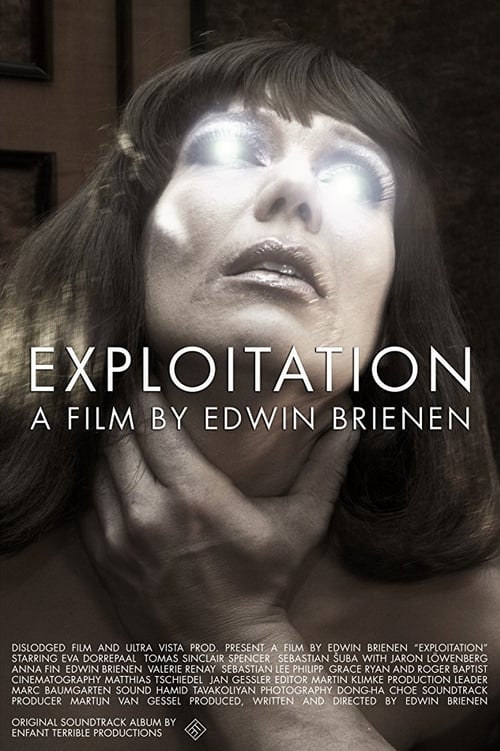 EXPLOITATION
A FILM BY EDWIN BRIENEN
DISLODGED FILM AND ULTRA VISTA PROD. PRESENT A FILM BY EDWIN BRIENEN "EXPLOITATION"
STARRING EVA DORREPAAL TOMAS SINCLAIR SPENCER SEBASTIAN ŠUBA WITH JARON LÖWENBERG
ANNA FIN EDWIN BRIENEN VALERIE RENAY SEBASTIAN LEE PHILIPP. GRACE RYAN AND ROGER BAPTIST
CINEMATOGRAPHY MATTHIAS TSCHIEDEL JAN GESSLER EDITOR MARTIN KLIMKE PRODUCTION LEADER
MARC BAUMGARTEN SOUND HAMID TAVAKOLIYAN PHOTOGRAPHY DONG-HA CHOE SOUNDTRACK
PRODUCER MARTIJN VAN GESSEL PRODUCED, WRITTEN AND DIRECTED BY EDWIN BRIENEN
ORIGINAL SOUNDTRACK ALBUM BY
ENFANT TERRIBLE PRODUCTIONS